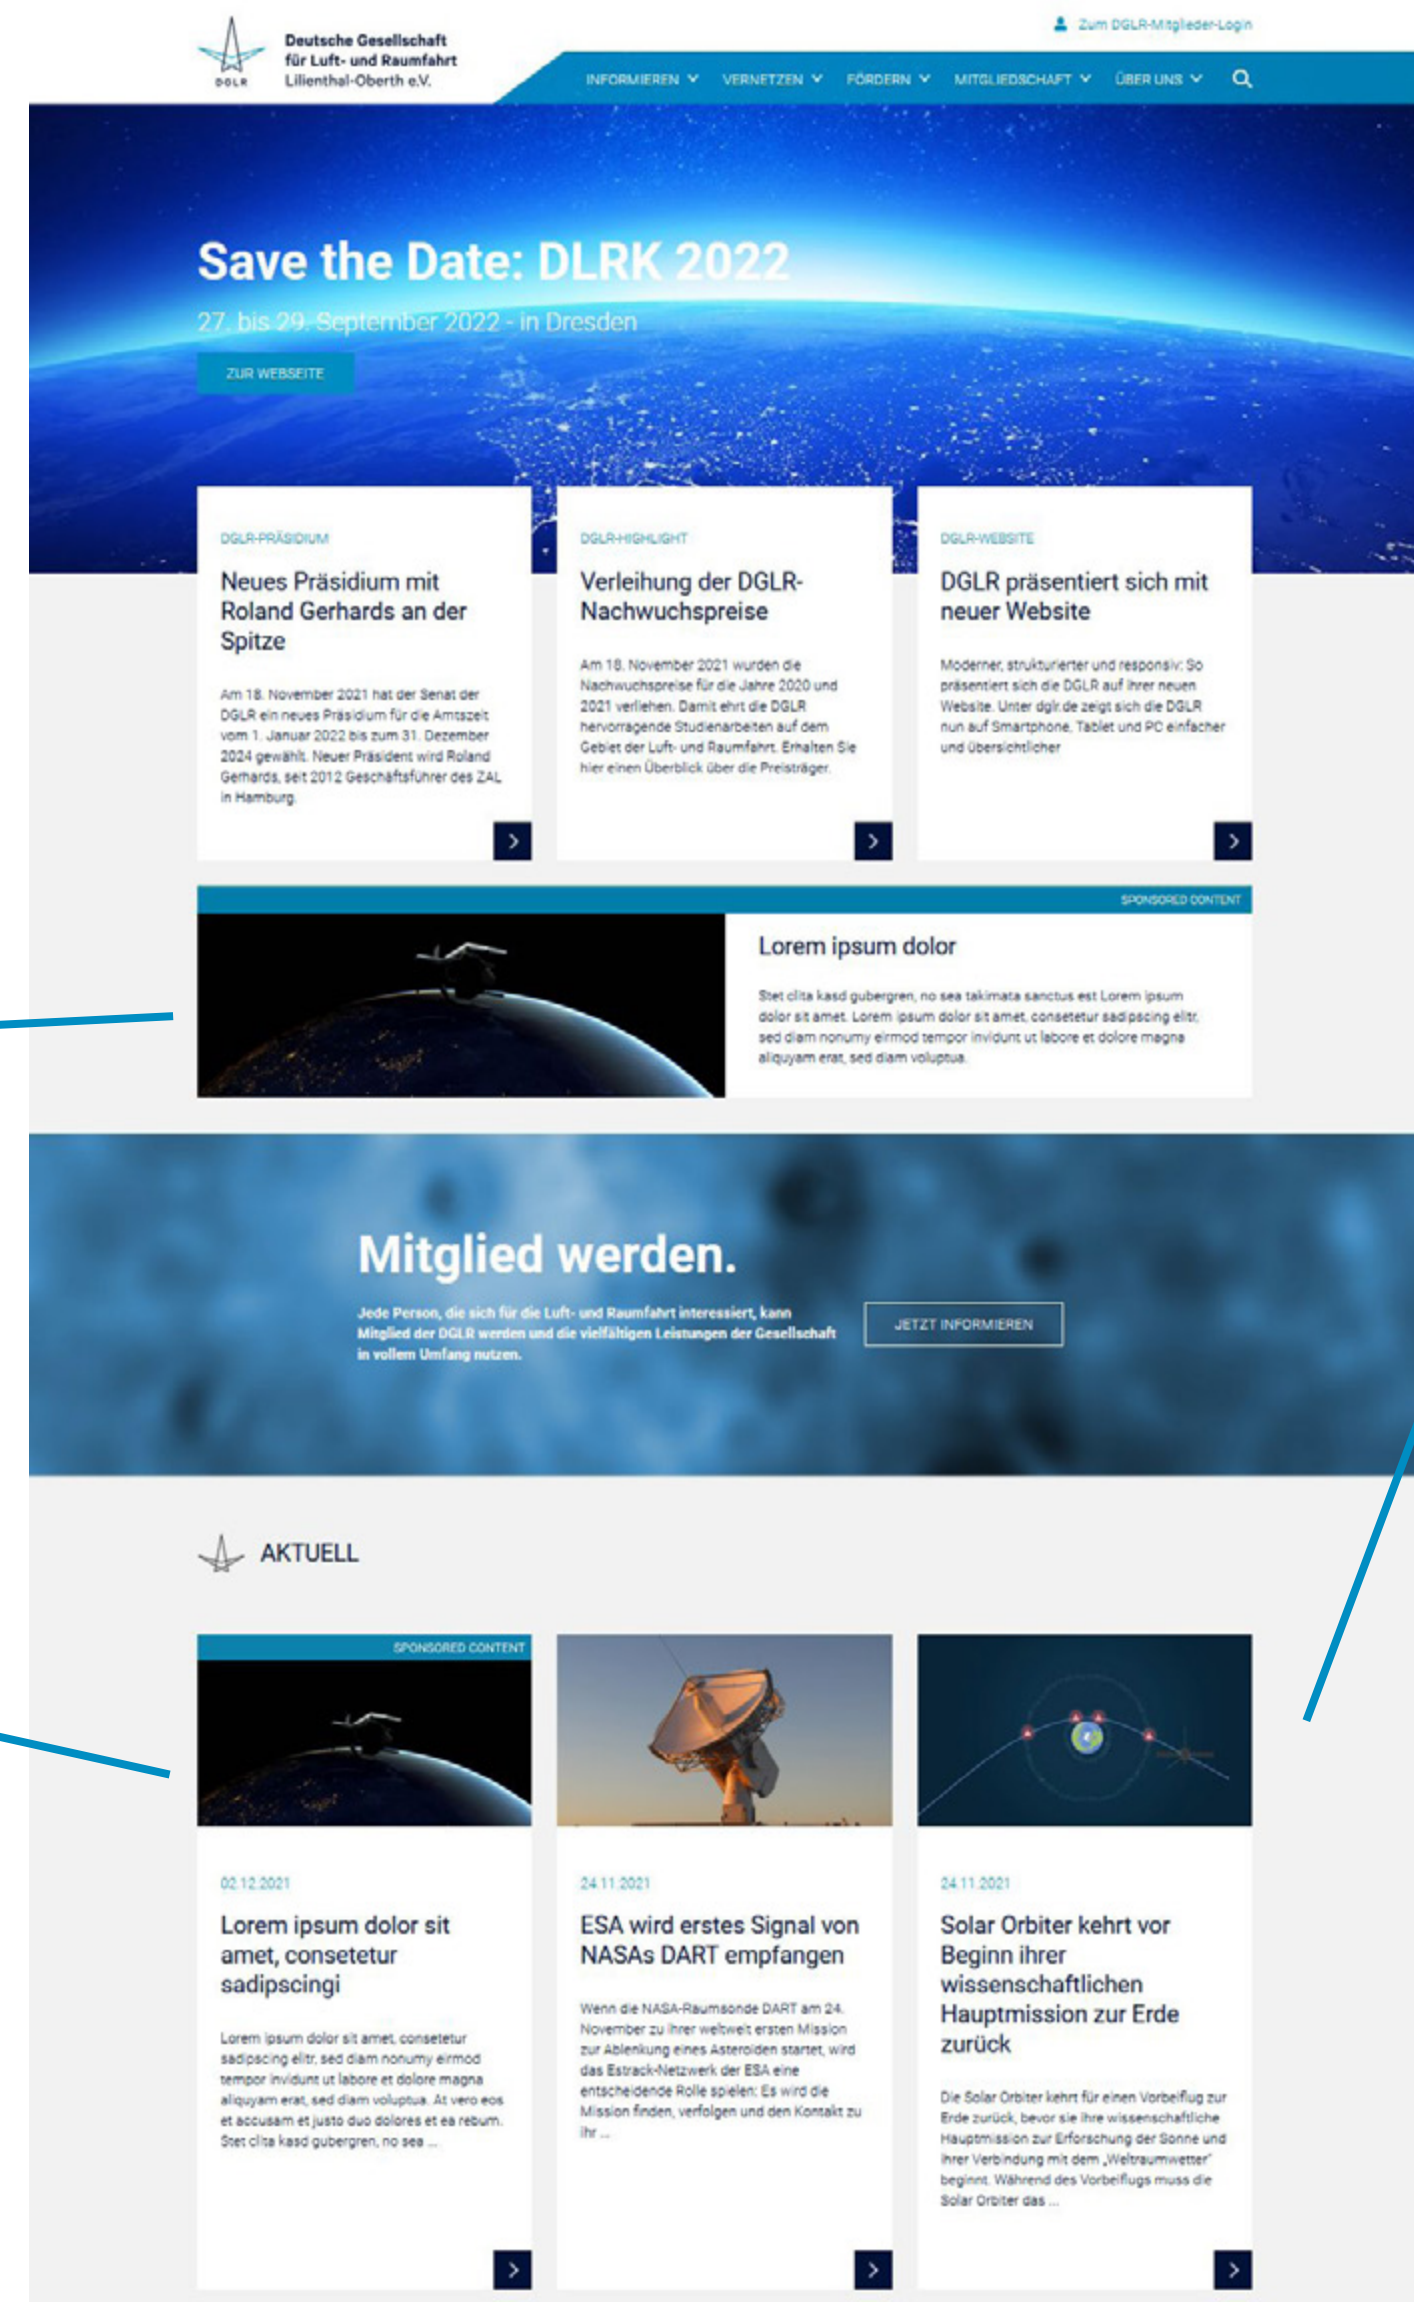 Zum DGLR-Mitglieder-Login
Deutsche Gesellschaft
für Luft- und Raumfahrt
Lilienthal-Oberth e.V.
DGLR
INFORMIEREN
VERNETZEN
FÖRDERN
MITGLIEDSCHAFT
ÜBER UNS
Save the Date: DLRK 2022
27. bis 29. September 2022 - in Dresden
ZUR WEBSEITE
DGLR-PRÄSIDIUM
Neues Präsidium mit
Roland Gerhards an der
Spitze
Am 18. November 2021 hat der Senat der
DGLR ein neues Präsidium für die Amtszeit
vom 1. Januar 2022 bis zum 31. Dezember
2024 gewählt. Neuer Präsident wird Roland
Gerhards, seit 2012 Geschäftsführer des ZAL
in Hamburg.
DGLR-HIGHLIGHT
Verleihung der DGLR-
Nachwuchspreise
Am 18. November 2021 wurden die
Nachwuchspreise für die Jahre 2020 und
2021 verliehen. Damit ehrt die DGLR
hervorragende Studienarbeiten auf dem
Gebiet der Luft- und Raumfahrt. Erhalten Sie
hier einen Überblick über die Preisträger.
DGLR-WEBSITE
DGLR präsentiert sich mit
neuer Website
Moderner, strukturierter und responsiv: So
präsentiert sich die DGLR auf ihrer neuen
Website. Unter dglr.de zeigt sich die DGLR
nun auf Smartphone, Tablet und PC einfacher
und übersichtlicher
SPONSORED CONTENT
Lorem ipsum dolor
Stet clita kasd gubergren, no sea takimata sanctus est Lorem ipsum
dolor sit amet. Lorem ipsum dolor sit amet, consetetur sadipscing elitr,
sed diam nonumy eirmod tempor invidunt ut labore et dolore magna
aliquyam erat, sed diam voluptua.
Mitglied werden.
Jede Person, die sich für die Luft- und Raumfahrt interessiert, kann
Mitglied der DGLR werden und die vielfältigen Leistungen der Gesellschaft
in vollem Umfang nutzen.
JETZT INFORMIEREN
AKTUELL
SPONSORED CONTENT
02.12.2021
Lorem ipsum dolor sit
amet, consetetur
sadipscingi
Lorem ipsum dolor sit amet, consetetur
sadipscing elitr, sed diam nonumy eirmod
tempor invidunt ut labore et dolore magna
aliquyam erat, sed diam voluptua. At vero eos
et accusam et justo duo dolores et ea rebum.
Stet clita kasd gubergren, no sea ...
24.11.2021
ESA wird erstes Signal von
NASAs DART empfangen
Wenn die NASA-Raumsonde DART am 24.
November zu ihrer weltweit ersten Mission
zur Ablenkung eines Asteroiden startet, wird
das Estrack-Netzwerk der ESA eine
entscheidende Rolle spielen: Es wird die
Mission finden, verfolgen und den Kontakt zu
ihr ...
24.11.2021
Solar Orbiter kehrt vor
Beginn ihrer
wissenschaftlichen
Hauptmission zur Erde
zurück
Die Solar Orbiter kehrt für einen Vorbeiflug zur
Erde zurück, bevor sie ihre wissenschaftliche
Hauptmission zur Erforschung der Sonne und
ihrer Verbindung mit dem „Weltraumwetter“
beginnt. Während des Vorbeiflugs muss die
Solar Orbiter das ...